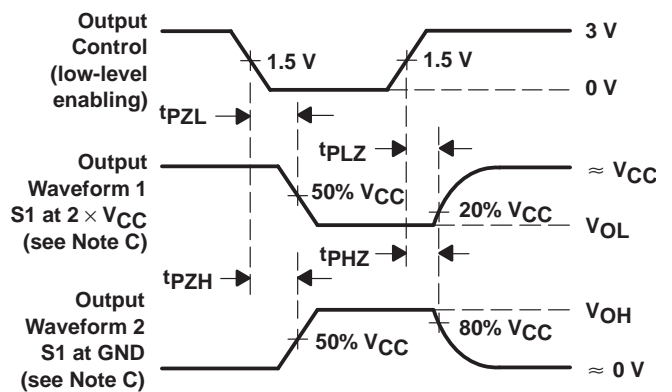 Output
Control
(low-level
enabling)
1.5 V
1.5 V
3 V
0 V
tPZL
tPLZ
Output
Waveform 1
S1 at 2 × VCC
(see Note C)
50% VCC
20% VCC
≈ VCC
VOL
tPZH
tPHZ
Output
Waveform 2
S1 at GND
(see Note C)
50% VCC
80% VCC
VOH
≈ 0 V